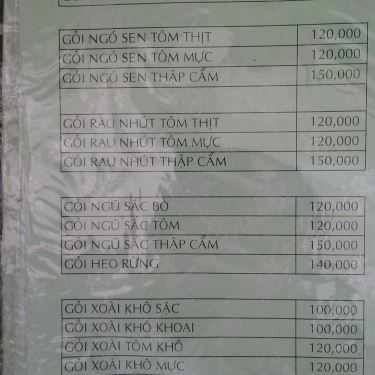 GỎI NGÓ SEN TÔM THỊT 120,000
GỎI NGÓ SEN TÔM MỰC 120,000
GỎI NGÓ SEN THẬP CẨM 150,000
GỎI RAU NHÚT TÔM THỊT 120,000
GỎI RAU NHÚT TÔM MỰC 120,000
GỎI RAU NHÚT THẬP CẨM 150,000
GỎI NGŨ SẮC BÒ 120,000
GỎI NGŨ SẮC TÔM 120,000
GỎI NGŨ SẮC THẬP CẨM 150,000
GỎI HEO RỪNG 140,000
GỎI XOÀI KHÔ SẶC 100,000
GỎI XOÀI KHÔ KHOAI 100,000
GỎI XOÀI TÔM KHÔ 120,000
GỎI XOÀI KHÔ MỰC 120,000